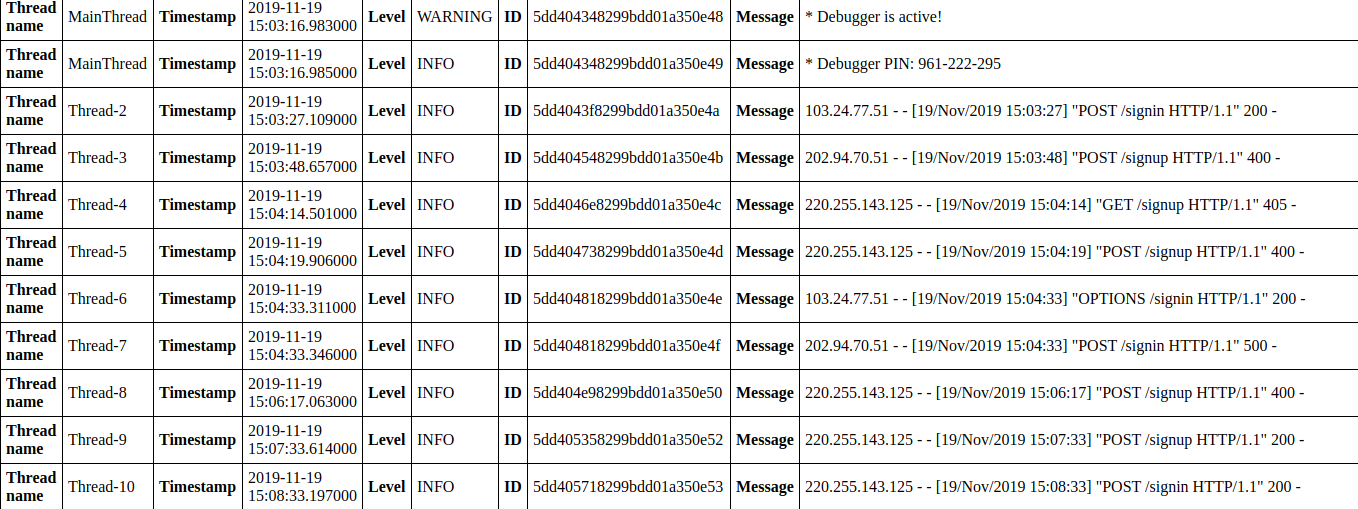 Thread name MainThread Timestamp 2019-11-19 15:03:16.983000 Level WARNING ID 5dd404348299bdd01a350e48 Message * Debugger is active!
Thread name MainThread Timestamp 2019-11-19 15:03:16.985000 Level INFO ID 5dd404348299bdd01a350e49 Message * Debugger PIN: 961-222-295
Thread name Thread-2 Timestamp 2019-11-19 15:03:27.109000 Level INFO ID 5dd4043f8299bdd01a350e4a Message 103.24.77.51 - - [19/Nov/2019 15:03:27] "POST /signin HTTP/1.1" 200 -
Thread name Thread-3 Timestamp 2019-11-19 15:03:48.657000 Level INFO ID 5dd404548299bdd01a350e4b Message 202.94.70.51 - - [19/Nov/2019 15:03:48] "POST /signup HTTP/1.1" 400 -
Thread name Thread-4 Timestamp 2019-11-19 15:04:14.501000 Level INFO ID 5dd4046e8299bdd01a350e4c Message 220.255.143.125 - - [19/Nov/2019 15:04:14] "GET /signup HTTP/1.1" 405 -
Thread name Thread-5 Timestamp 2019-11-19 15:04:19.906000 Level INFO ID 5dd404738299bdd01a350e4d Message 220.255.143.125 - - [19/Nov/2019 15:04:19] "POST /signup HTTP/1.1" 400 -
Thread name Thread-6 Timestamp 2019-11-19 15:04:33.311000 Level INFO ID 5dd404818299bdd01a350e4e Message 103.24.77.51 - - [19/Nov/2019 15:04:33] "OPTIONS /signin HTTP/1.1" 200 -
Thread name Thread-7 Timestamp 2019-11-19 15:04:33.346000 Level INFO ID 5dd404818299bdd01a350e4f Message 202.94.70.51 - - [19/Nov/2019 15:04:33] "POST /signin HTTP/1.1" 500 -
Thread name Thread-8 Timestamp 2019-11-19 15:06:17.063000 Level INFO ID 5dd404e98299bdd01a350e50 Message 220.255.143.125 - - [19/Nov/2019 15:06:17] "POST /signup HTTP/1.1" 400 -
Thread name Thread-9 Timestamp 2019-11-19 15:07:33.614000 Level INFO ID 5dd405358299bdd01a350e52 Message 220.255.143.125 - - [19/Nov/2019 15:07:33] "POST /signup HTTP/1.1" 200 -
Thread name Thread-10 Timestamp 2019-11-19 15:08:33.197000 Level INFO ID 5dd405718299bdd01a350e53 Message 220.255.143.125 - - [19/Nov/2019 15:08:33] "POST /signin HTTP/1.1" 200 -